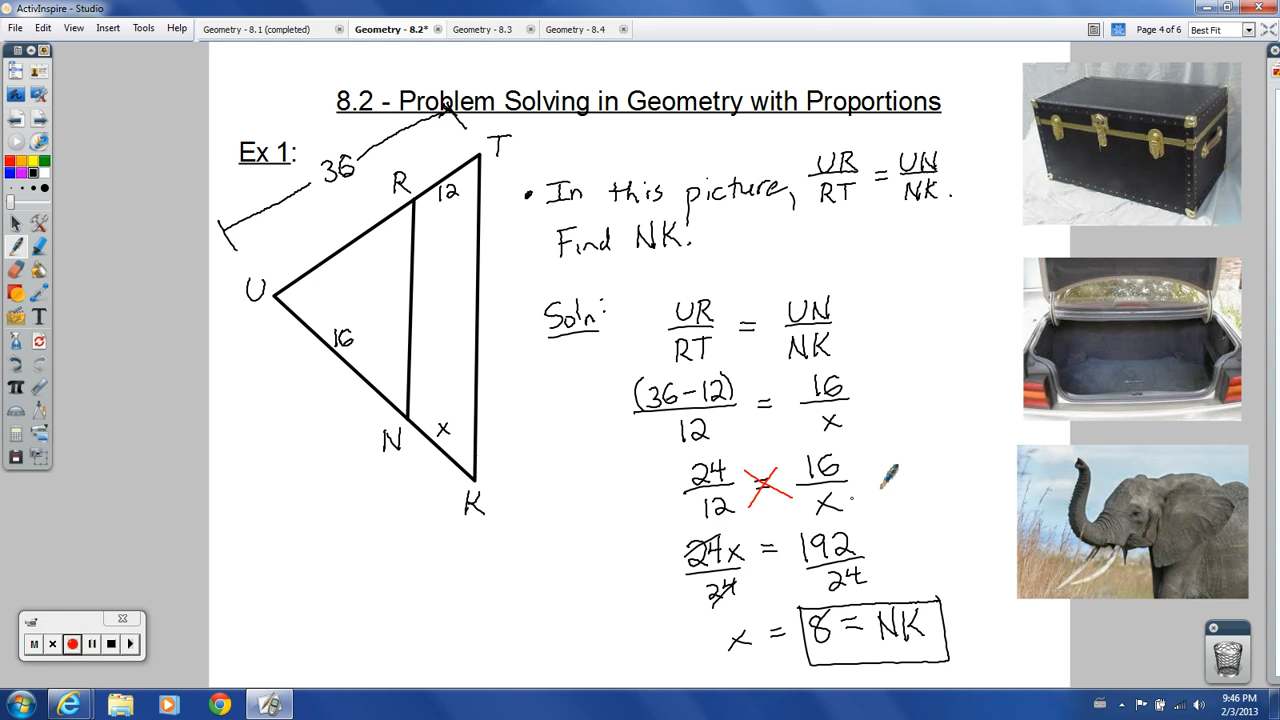 ActivInspire - Studio
File Edit View Insert Tools Help
Geometry - 8.1 (completed) Geometry - 8.2* Geometry - 8.3 Geometry - 8.4
Page 4 of 6 Best Fit
8.2 - Problem Solving in Geometry with Proportions
Ex 1:
36
T
R
12
U
16
N
x
K
• In this picture, UR/RT = UN/NK.
Find NK.
Soln:
UR/RT = UN/NK
(36-12)/12 = 16/x
24/12 = 16/x
24x/24 = 192/24
x = 8 = NK
M
9:46 PM
2/3/2013